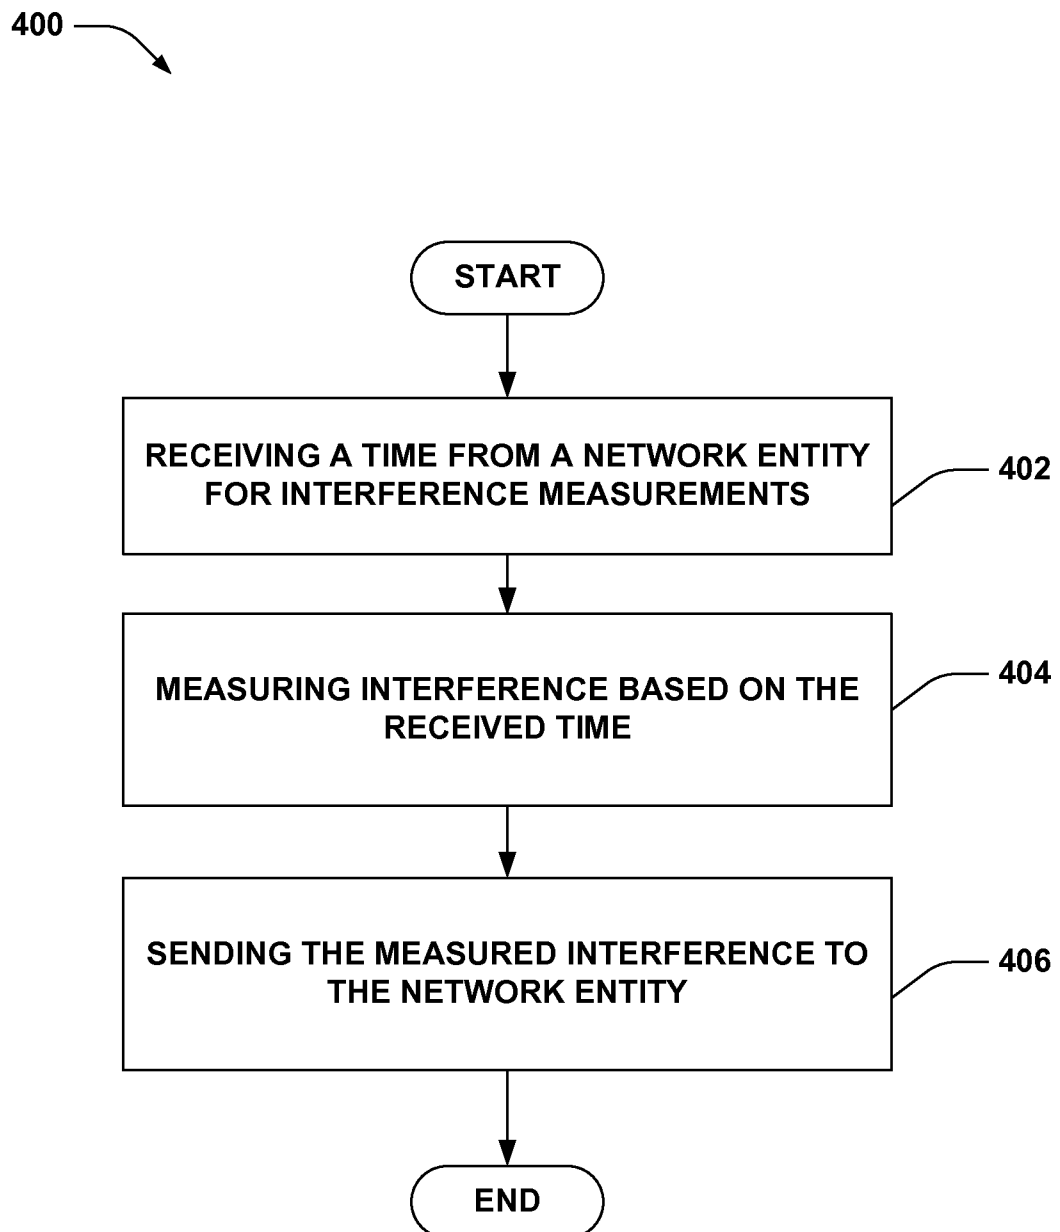 400
START
RECEIVING A TIME FROM A NETWORK ENTITY
FOR INTERFERENCE MEASUREMENTS
402
MEASURING INTERFERENCE BASED ON THE
RECEIVED TIME
404
SENDING THE MEASURED INTERFERENCE TO
THE NETWORK ENTITY
406
END